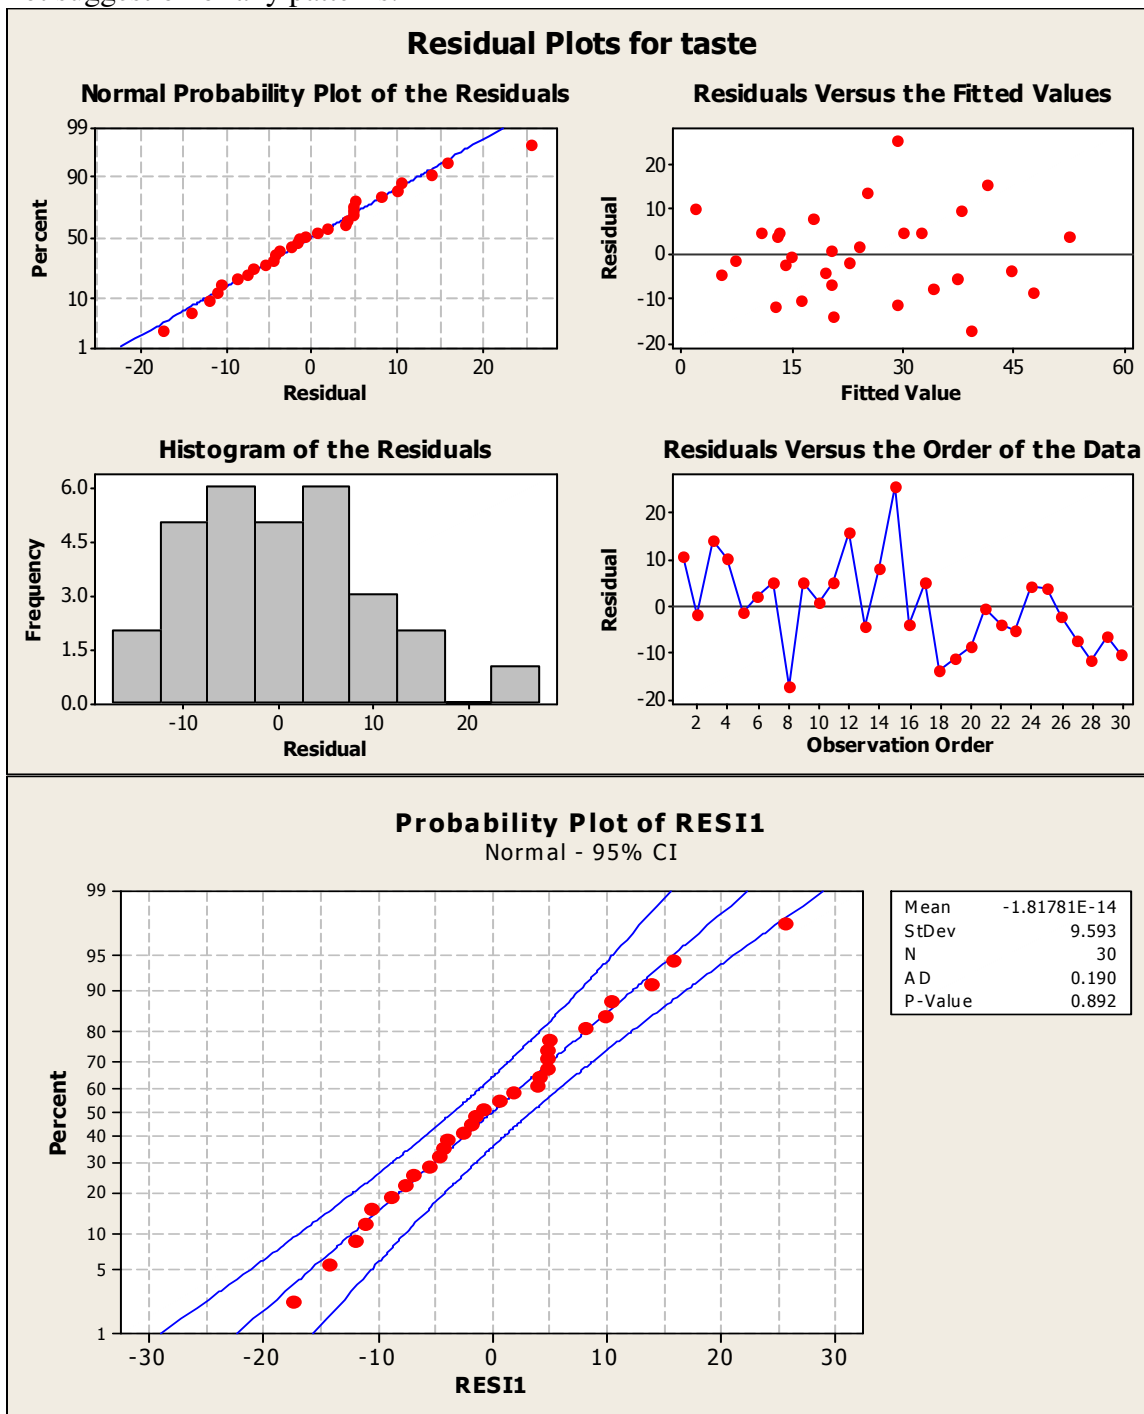 Residual Plots for taste
Normal Probability Plot of the Residuals
99
90
50
10
1
Percent
-20 -10 0 10 20
Residual
Residuals Versus the Fitted Values
20
10
0
-10
-20
Residual
0 15 30 45 60
Fitted Value
Histogram of the Residuals
6.0
4.5
3.0
1.5
0.0
Frequency
-10 0 10 20
Residual
Residuals Versus the Order of the Data
20
10
0
-10
-20
Residual
2 4 6 8 10 12 14 16 18 20 22 24 26 28 30
Observation Order
Probability Plot of RESI1
Normal - 95% CI
99
95
90
80
70
60
50
40
30
20
10
5
1
Percent
-30 -20 -10 0 10 20 30
RESI1
Mean -1.81781E-14
StDev 9.593
N 30
AD 0.190
P-Value 0.892